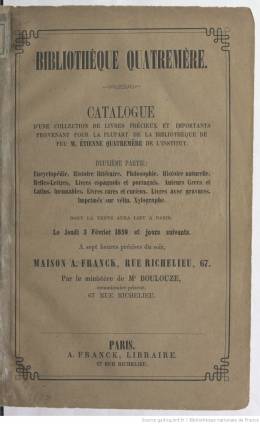 BIBLIOTHÈQUE QUATREMÈRE.
CATALOGUE
D'UNE COLLECTION DE LIVRES PRÉCIEUX ET IMPORTANTS
PROVENANT POUR LA PLUPART DE LA BIBLIOTHÈQUE DE
FEU M. ÉTIENNE QUATREMÈRE DE L'INSTITUT.
DEUXIÈME PARTIE:
Encyclopédie. Histoire littéraire. Philosophie. Histoire naturelle.
Belles-Lettres. Livres espagnols et portugais. Auteurs Grecs et
Latins. Incunables. Livres rares et curieux. Livres avec gravures.
Imprimés sur vélin. Xylographe.
DONT LA VENTE AURA LIEU A PARIS
Le Jeudi 3 Février 1859 et jours suivants.
A sept heures précises du soir,
MAISON A. FRANCK, RUE RICHELIEU, 67.
Par le ministère de Me BOULOUZE,
commissaire-priseur,
67 RUE RICHELIEU.
PARIS.
A. FRANCK, LIBRAIRE.
67 RUE RICHELIEU.
Source gallica.bnf.fr / Bibliothèque nationale de France